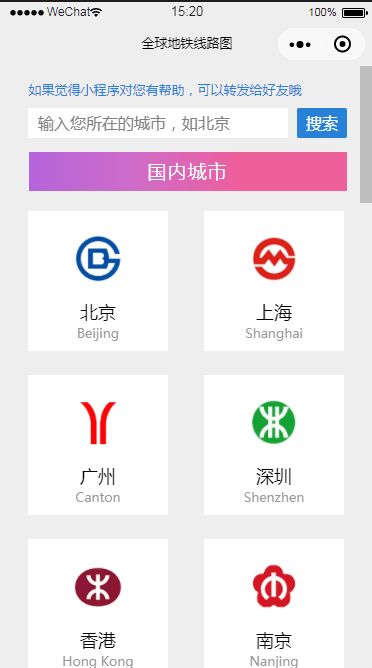 WeChat 15:20 100%
全球地铁线路图
如果觉得小程序对您有帮助，可以转发给好友哦
输入您所在的城市，如北京 搜索
国内城市
北京 上海
Beijing Shanghai
广州 深圳
Canton Shenzhen
香港 南京
Hong Kong Nanjing